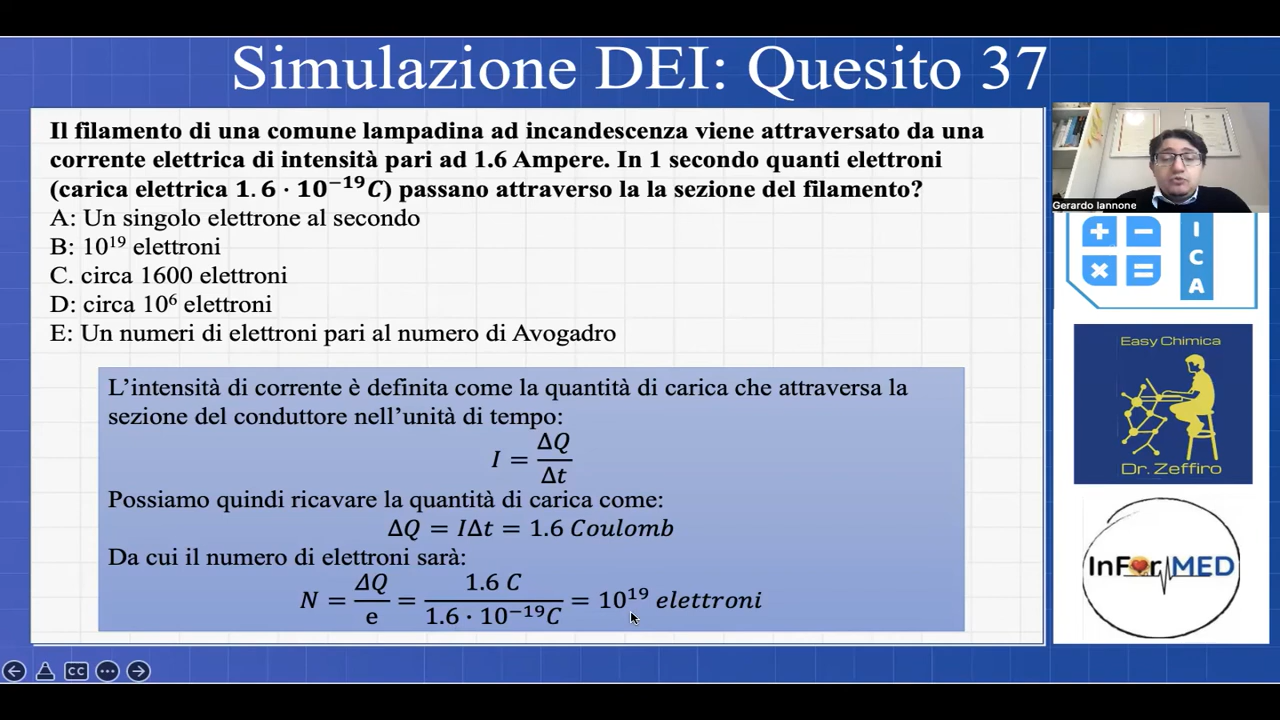 Simulazione DEI: Quesito 37
Il filamento di una comune lampadina ad incandescenza viene attraversato da una
corrente elettrica di intensità pari ad 1.6 Ampere. In 1 secondo quanti elettroni
(carica elettrica 1.6 · 10⁻¹⁹C) passano attraverso la la sezione del filamento?
A: Un singolo elettrone al secondo
B: 10¹⁹ elettroni
C. circa 1600 elettroni
D: circa 10⁶ elettroni
E: Un numeri di elettroni pari al numero di Avogadro
L’intensità di corrente è definita come la quantità di carica che attraversa la
sezione del conduttore nell’unità di tempo:
I = ΔQ/Δt
Possiamo quindi ricavare la quantità di carica come:
ΔQ = IΔt = 1.6 Coulomb
Da cui il numero di elettroni sarà:
N = ΔQ/e = 1.6 C/1.6 · 10⁻¹⁹C = 10¹⁹ elettroni
Gerardo Iannone
+ − I
C
× = A
Easy Chimica
Dr. Zeffiro
InForMED
CC